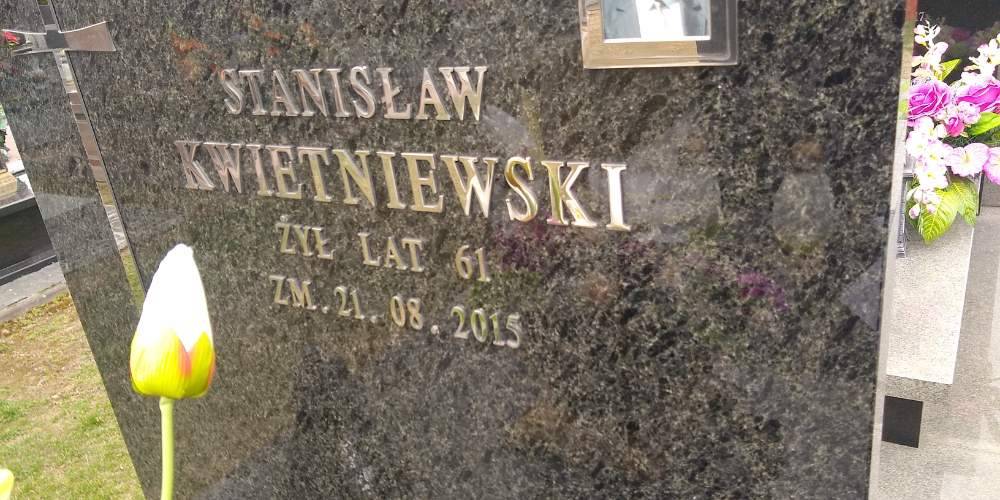 STANISŁAW
KWIETNIEWSKI
ŻYŁ LAT 61
ZM. 21. 08. 2015